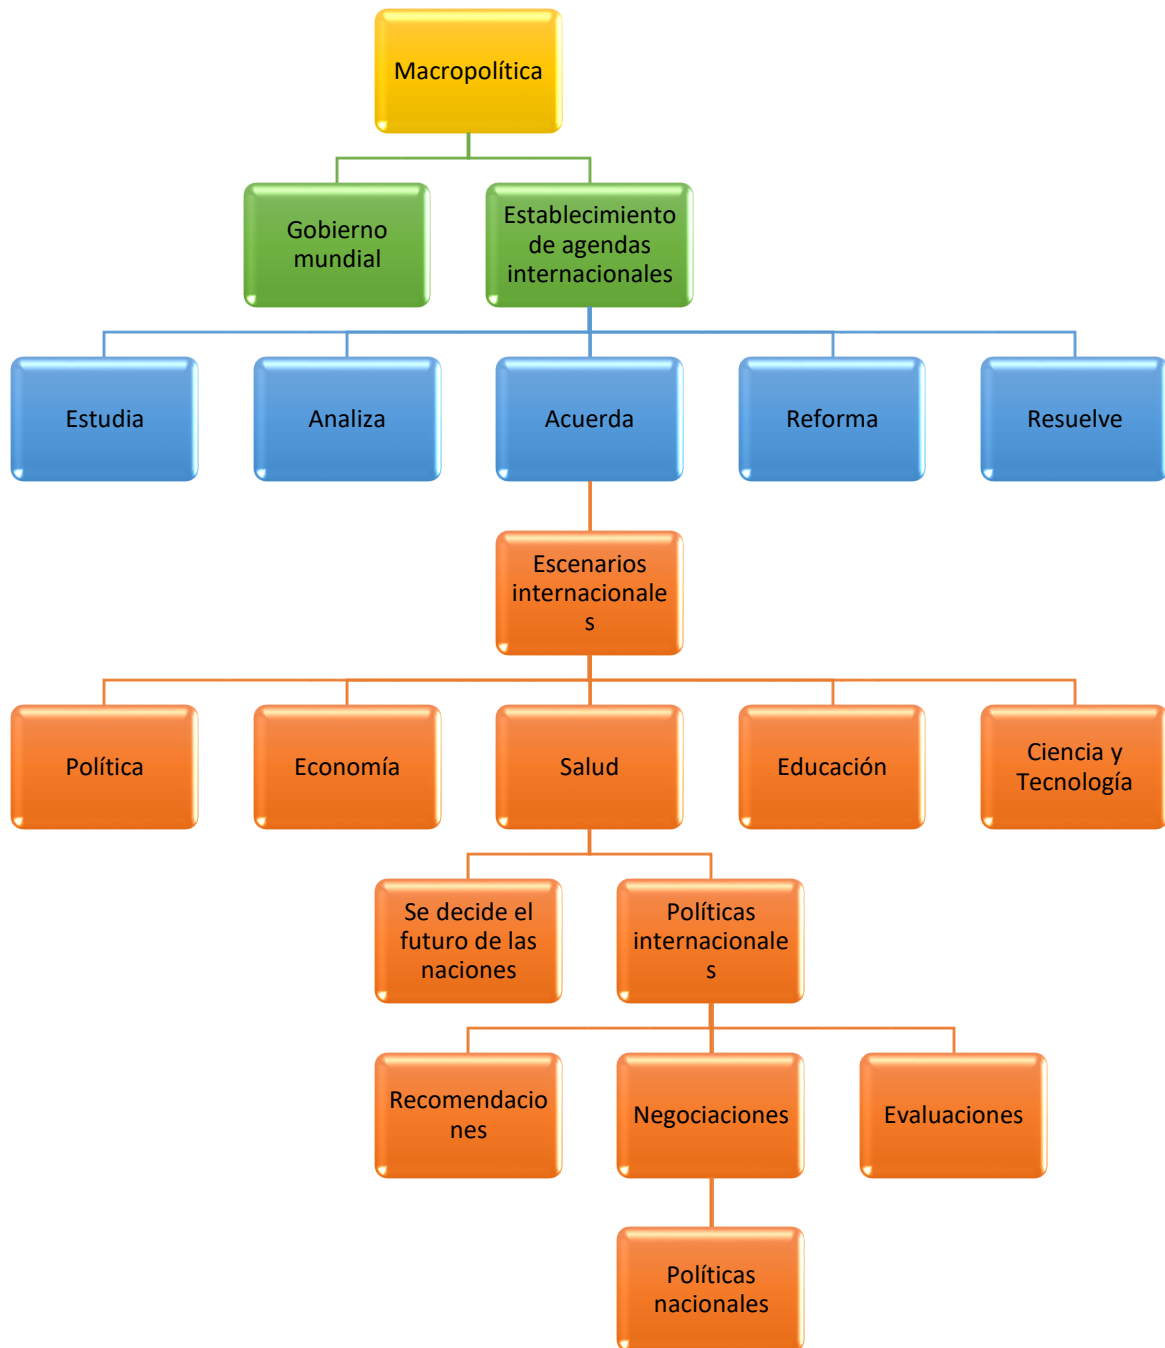 Macropolítica
Gobierno
mundial
Establecimiento
de agendas
internacionales
Estudia
Analiza
Acuerda
Reforma
Resuelve
Escenarios
internacionale
s
Política
Economía
Salud
Educación
Ciencia y
Tecnología
Se decide el
futuro de las
naciones
Políticas
internacionale
s
Recomendacio
nes
Negociaciones
Evaluaciones
Políticas
nacionales